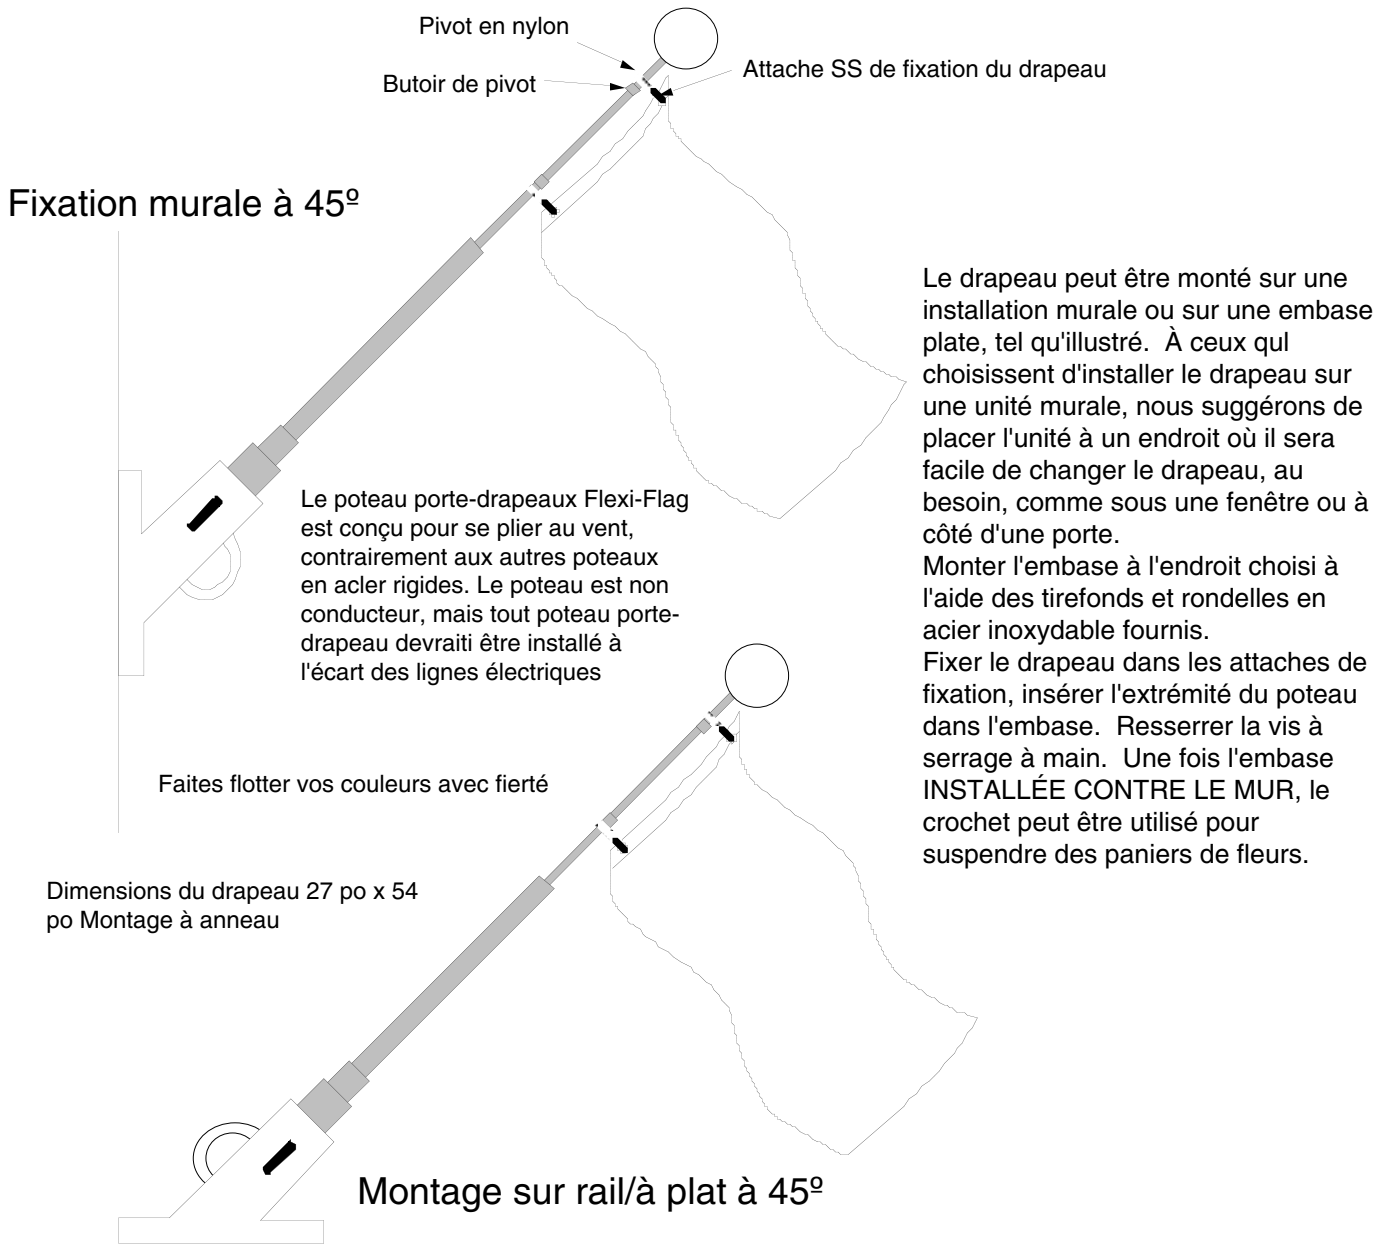 Pivot en nylon
Butoir de pivot
Attache SS de fixation du drapeau
Fixation murale à 45º
Le drapeau peut être monté sur une
installation murale ou sur une embase
plate, tel qu'illustré.  À ceux qul
choisissent d'installer le drapeau sur
une unité murale, nous suggérons de
placer l'unité à un endroit où il sera
facile de changer le drapeau, au
besoin, comme sous une fenêtre ou à
côté d'une porte.
Monter l'embase à l'endroit choisi à
l'aide des tirefonds et rondelles en
acier inoxydable fournis.
Fixer le drapeau dans les attaches de
fixation, insérer l'extrémité du poteau
dans l'embase.  Resserrer la vis à
serrage à main.  Une fois l'embase
INSTALLÉE CONTRE LE MUR, le
crochet peut être utilisé pour
suspendre des paniers de fleurs.
Le poteau porte-drapeaux Flexi-Flag
est conçu pour se plier au vent,
contrairement aux autres poteaux
en acler rigides. Le poteau est non
conducteur, mais tout poteau porte-
drapeau devraiti être installé à
l'écart des lignes électriques
Faites flotter vos couleurs avec fierté
Dimensions du drapeau 27 po x 54
po Montage à anneau
Montage sur rail/à plat à 45º